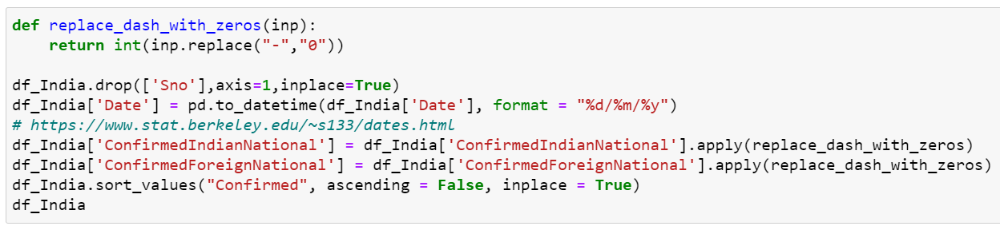 def replace_dash_with_zeros(inp):
    return int(inp.replace("-","0"))

df_India.drop(['Sno'],axis=1,inplace=True)
df_India['Date'] = pd.to_datetime(df_India['Date'], format = "%d/%m/%y")
# https://www.stat.berkeley.edu/~s133/dates.html
df_India['ConfirmedIndianNational'] = df_India['ConfirmedIndianNational'].apply(replace_dash_with_zeros)
df_India['ConfirmedForeignNational'] = df_India['ConfirmedForeignNational'].apply(replace_dash_with_zeros)
df_India.sort_values("Confirmed", ascending = False, inplace = True)
df_India